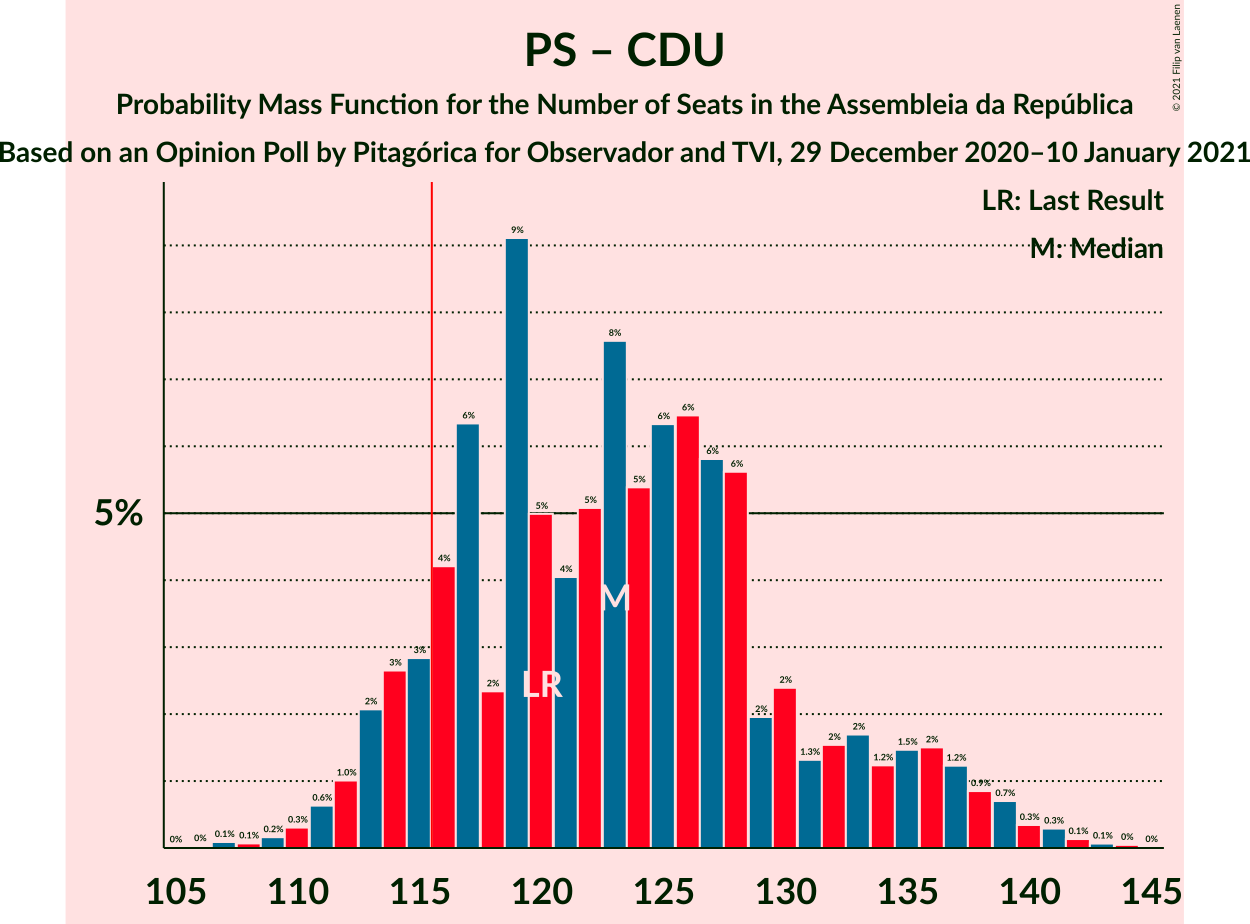 PS – CDU
© 2021 Filip van Laenen
Probability Mass Function for the Number of Seats in the Assembleia da República
Based on an Opinion Poll by Pitagórica for Observador and TVI, 29 December 2020–10 January 2021
LR: Last Result
M: Median
5%
0% 0% 0.1% 0.1% 0.2% 0.3% 0.6% 1.0% 2% 3% 3% 4% 6% 2% 9% 5% 4% 5% 8% 5% 6% 6% 6% 6% 2% 2% 1.3% 2% 2% 1.2% 1.5% 2% 1.2% 0.9% 0.7% 0.3% 0.3% 0.1% 0.1% 0% 0%
M
LR
105 110 115 120 125 130 135 140 145